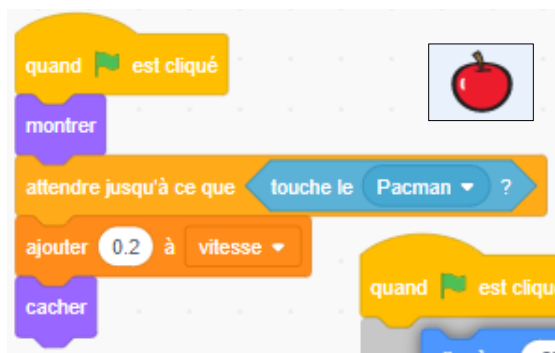 quand est cliqué
montrer
attendre jusqu'à ce que touche le Pacman ?
ajouter 0.2 à vitesse
cacher
quand est cliqu